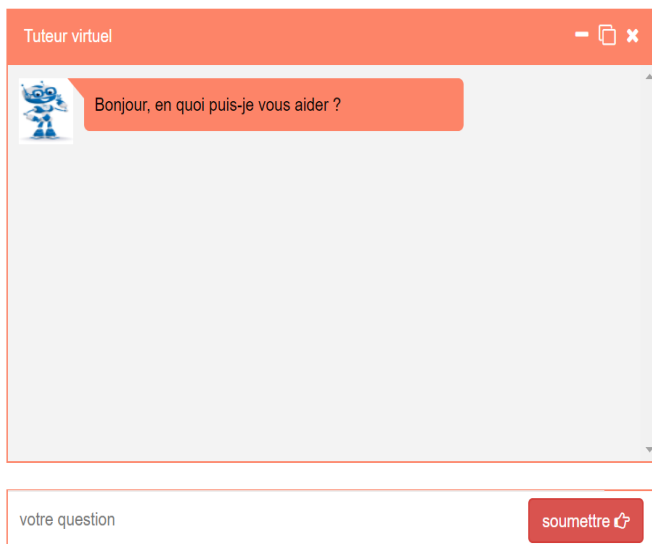 Tuteur virtuel
Bonjour, en quoi puis-je vous aider ?
votre question
soumettre